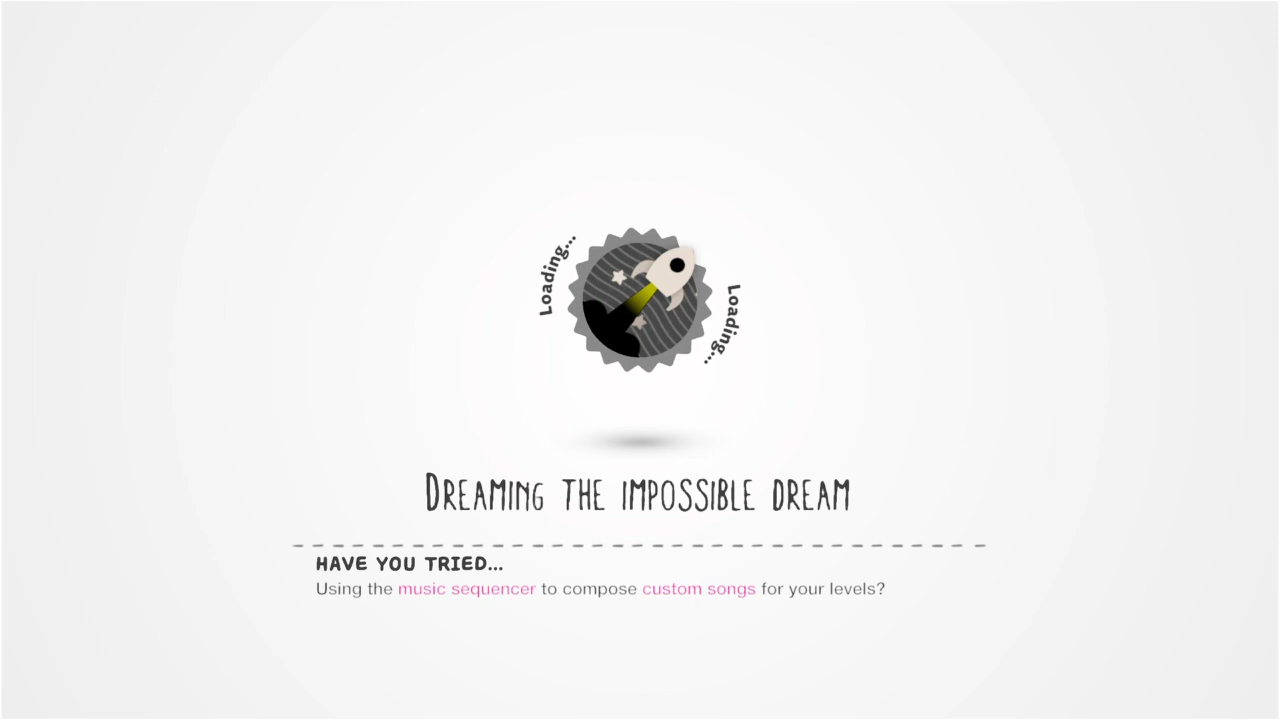 Loading...
Loading...
Dreaming the impossible dream
HAVE YOU TRIED...
Using the music sequencer to compose custom songs for your levels?